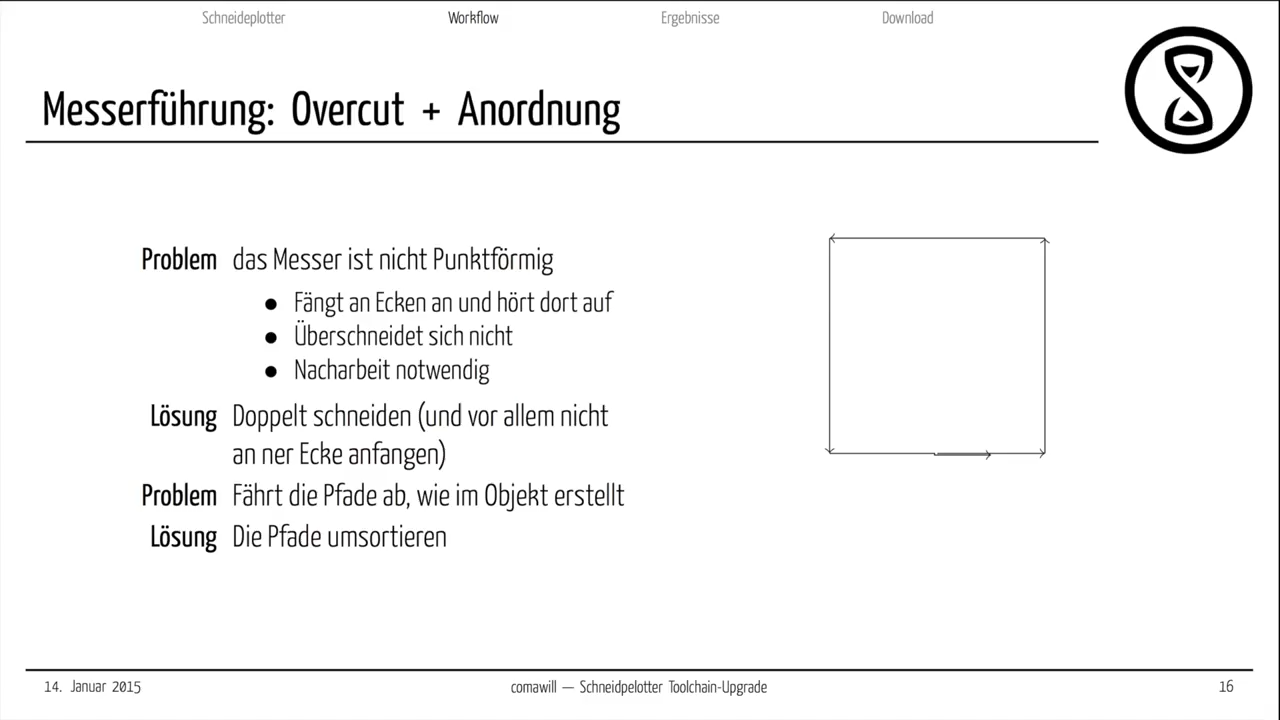 Schneideplotter Workflow Ergebnisse Download
Messerführung: Overcut + Anordnung
Problem das Messer ist nicht Punktförmig
● Fängt an Ecken an und hört dort auf
● Überschneidet sich nicht
● Nacharbeit notwendig
Lösung Doppelt schneiden (und vor allem nicht
an ner Ecke anfangen)
Problem Fährt die Pfade ab, wie im Objekt erstellt
Lösung Die Pfade umsortieren
14. Januar 2015 comawill — Schneidpelotter Toolchain-Upgrade 16